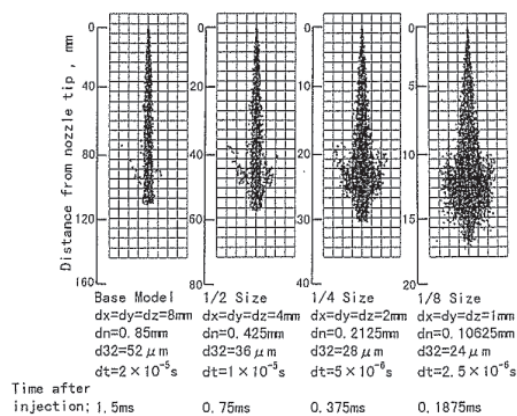 Distance from nozzle tip , mm
0 0 0 0
40 20 10 5
80 40 20 10
120 60 30 15
160 80 40 20
Base Model 1/2 Size 1/4 Size 1/8 Size
dx=dy=dz=8mm dx=dy=dz=4mm dx=dy=dz=2mm dx=dy=dz=1mm
dn=0.85mm dn=0.425mm dn=0.2125mm dn=0.10625mm
d32=52 μm d32=36 μm d32=28 μm d32=24 μm
dt=2×10⁻⁵s dt=1×10⁻⁵s dt=5×10⁻⁶s dt=2.5×10⁻⁶s
Time after
injection; 1.5ms 0.75ms 0.375ms 0.1875ms